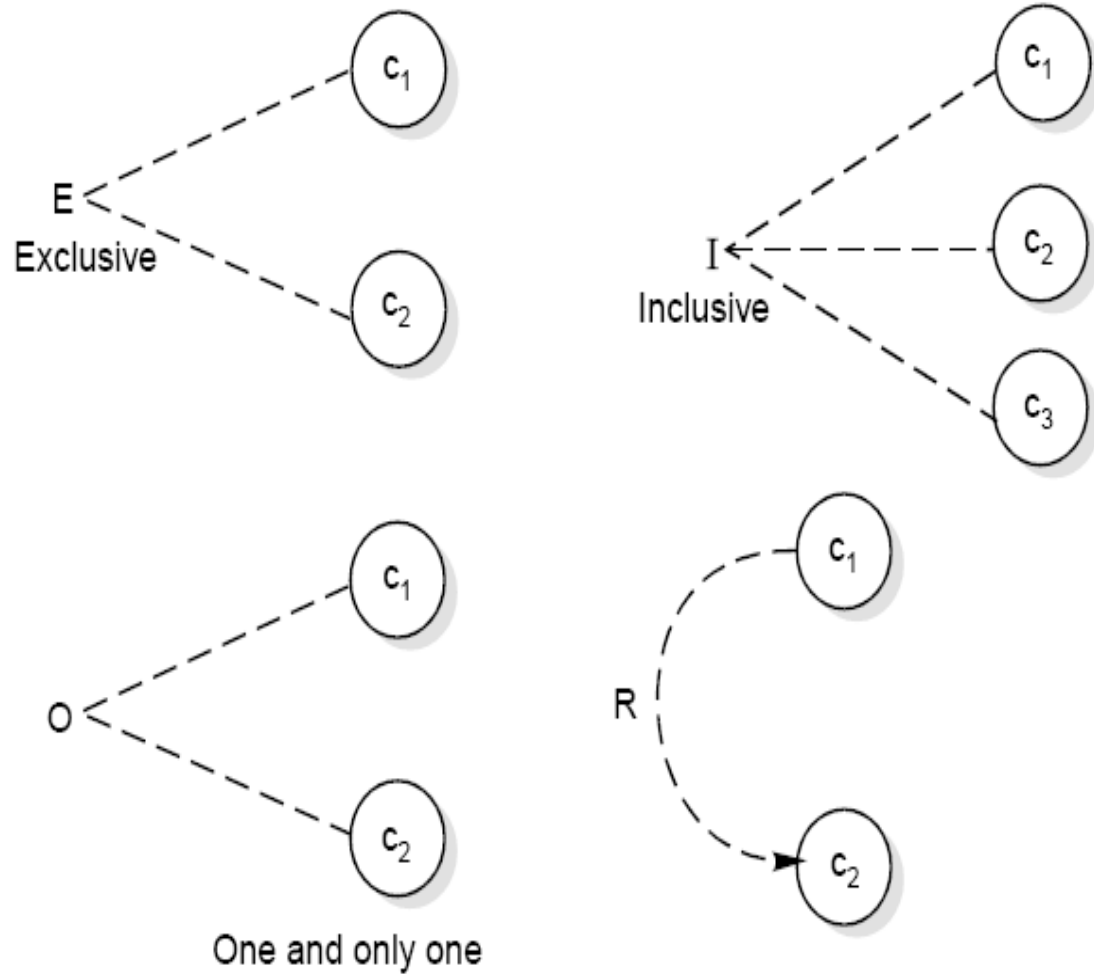 c₁
E
Exclusive
c₂
c₁
I
c₂
Inclusive
c₃
c₁
O
c₂
One and only one
c₁
R
c₂